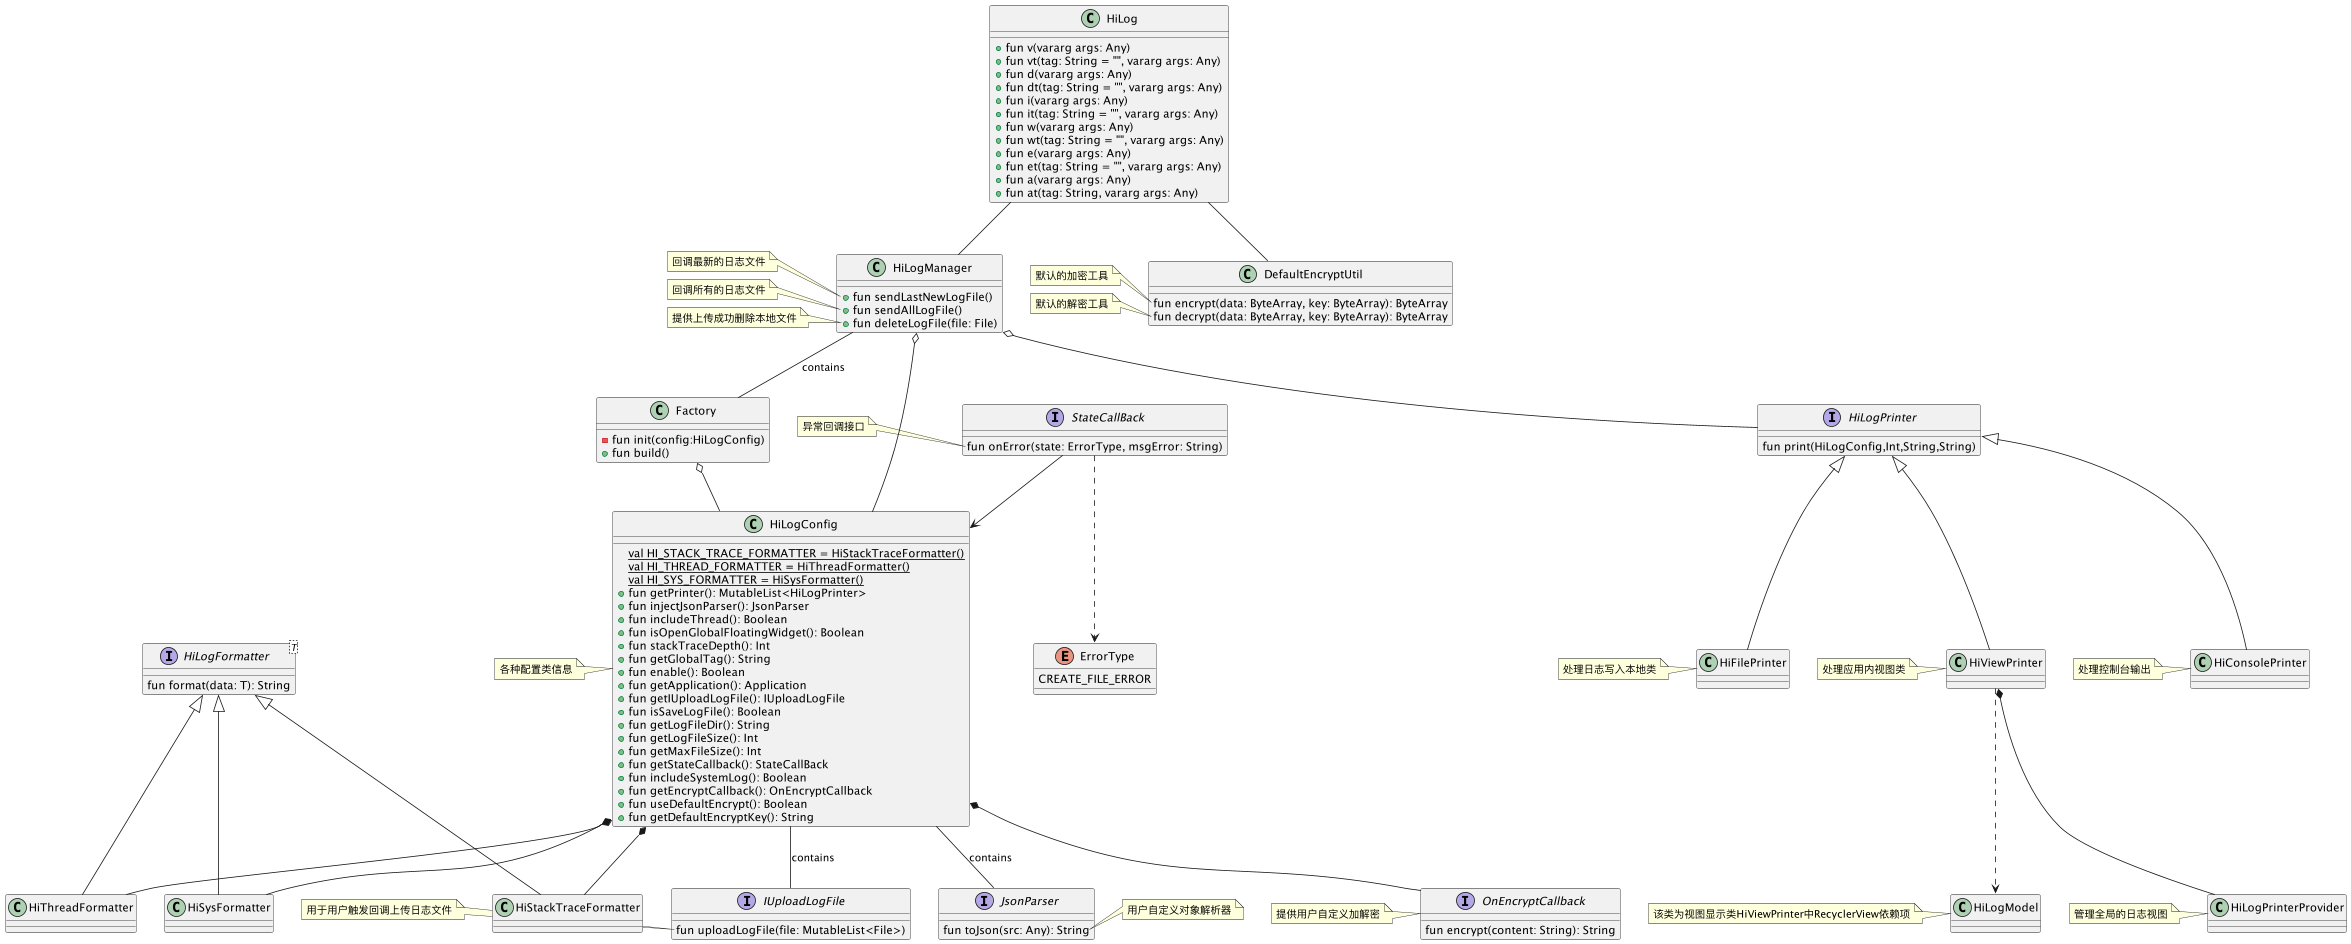 HiLog
fun v(vararg args: Any)
fun vt(tag: String = "", vararg args: Any)
fun d(vararg args: Any)
fun dt(tag: String = "", vararg args: Any)
fun i(vararg args: Any)
fun it(tag: String = "", vararg args: Any)
fun w(vararg args: Any)
fun wt(tag: String = "", vararg args: Any)
fun e(vararg args: Any)
fun et(tag: String = "", vararg args: Any)
fun a(vararg args: Any)
fun at(tag: String, vararg args: Any)
回调最新的日志文件
回调所有的日志文件
提供上传成功删除本地文件
HiLogManager
fun sendLastNewLogFile()
fun sendAllLogFile()
fun deleteLogFile(file: File)
默认的加密工具
默认的解密工具
DefaultEncryptUtil
fun encrypt(data: ByteArray, key: ByteArray): ByteArray
fun decrypt(data: ByteArray, key: ByteArray): ByteArray
contains
Factory
fun init(config:HiLogConfig)
fun build()
异常回调接口
StateCallBack
fun onError(state: ErrorType, msgError: String)
HiLogPrinter
fun print(HiLogConfig,Int,String,String)
HiLogConfig
val HI_STACK_TRACE_FORMATTER = HiStackTraceFormatter()
val HI_THREAD_FORMATTER = HiThreadFormatter()
val HI_SYS_FORMATTER = HiSysFormatter()
fun getPrinter(): MutableList<HiLogPrinter>
fun injectJsonParser(): JsonParser
fun includeThread(): Boolean
fun isOpenGlobalFloatingWidget(): Boolean
fun stackTraceDepth(): Int
fun getGlobalTag(): String
fun enable(): Boolean
fun getApplication(): Application
fun getIUploadLogFile(): IUploadLogFile
fun isSaveLogFile(): Boolean
fun getLogFileDir(): String
fun getLogFileSize(): Int
fun getMaxFileSize(): Int
fun getStateCallback(): StateCallBack
fun includeSystemLog(): Boolean
fun getEncryptCallback(): OnEncryptCallback
fun useDefaultEncrypt(): Boolean
fun getDefaultEncryptKey(): String
各种配置类信息
HiLogFormatter
T
fun format(data: T): String
ErrorType
CREATE_FILE_ERROR
处理日志写入本地类
HiFilePrinter
处理应用内视图类
HiViewPrinter
处理控制台输出
HiConsolePrinter
contains
contains
HiThreadFormatter
HiSysFormatter
用于用户触发回调上传日志文件
HiStackTraceFormatter
IUploadLogFile
fun uploadLogFile(file: MutableList<File>)
JsonParser
fun toJson(src: Any): String
用户自定义对象解析器
提供用户自定义加解密
OnEncryptCallback
fun encrypt(content: String): String
该类为视图显示类HiViewPrinter中RecyclerView依赖项
HiLogModel
管理全局的日志视图
HiLogPrinterProvider